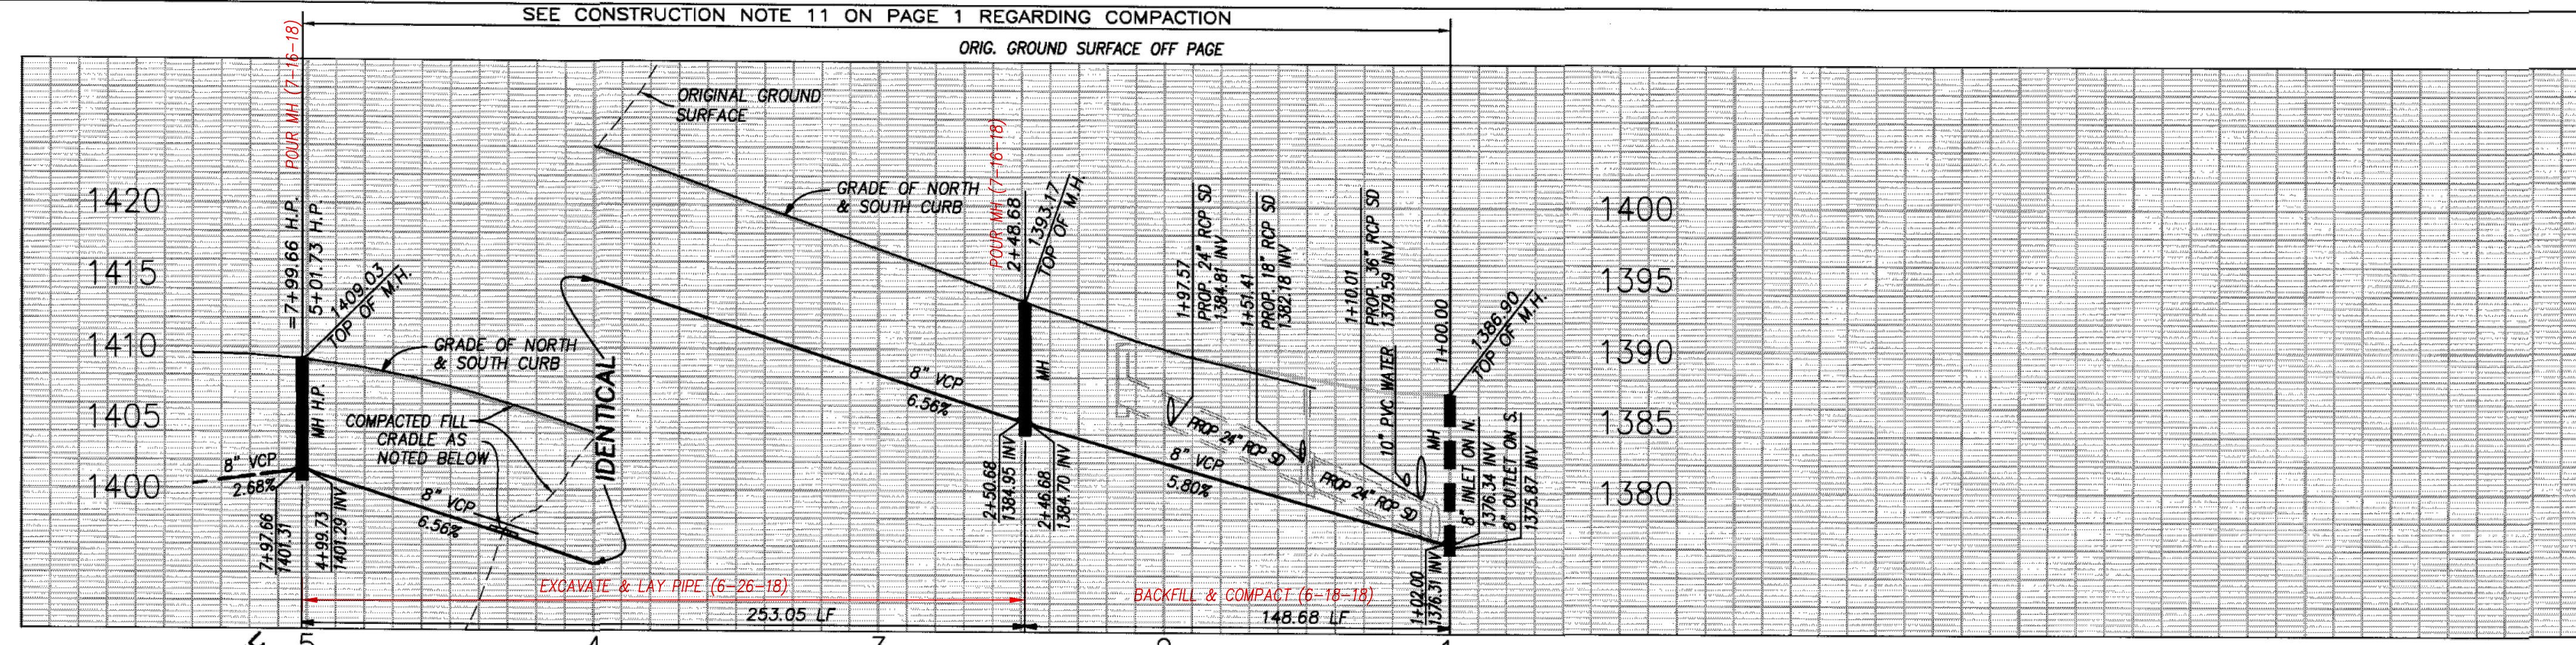 SEE CONSTRUCTION NOTE 11 ON PAGE 1 REGARDING COMPACTION
ORIG. GROUND SURFACE OFF PAGE
POUR MH (7-16-18)
=7+99.66 H.P.
5+01.73 H.P.
1409.03
TOP OF M.H.
ORIGINAL GROUND
SURFACE
GRADE OF NORTH
& SOUTH CURB
POUR MH (7-16-18)
2+48.68
1393.17
TOP OF M.H.
1+97.57
PROP. 24" RCP SD
1384.81 INV
1+51.41
PROP. 18" RCP SD
1382.18 INV
1+10.01
PROP. 36" RCP SD
1379.59 INV
10" PVC WATER
1+00.00
1386.90
TOP OF M.H.
1420
1415
1410
1405
1400
1400
1395
1390
1385
1380
GRADE OF NORTH
& SOUTH CURB
MH H.P.
COMPACTED FILL
CRADLE AS
NOTED BELOW
IDENTICAL
8" VCP
2.68%
8" VCP
6.56%
8" VCP
6.56%
MH
PROP 24" RCP SD
8" VCP
5.80%
PROP 24" RCP SD
MH
8" INLET ON N.
1376.34 INV
8" OUTLET ON S.
1375.87 INV
7+97.66
1401.31
4+99.73
1401.29 INV
2+50.68
1384.95 INV
2+46.68
1384.70 INV
1+02.00
1376.31 INV
EXCAVATE & LAY PIPE (6-26-18)
253.05 LF
BACKFILL & COMPACT (6-18-18)
148.68 LF